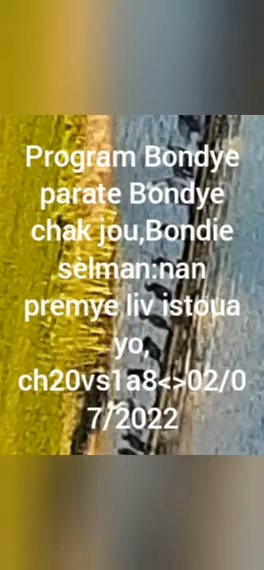 Program Bondye
parate Bondye
chak jou,Bondie
sèlman:nan
premye liv istoua
yo,
ch20vs1a8<>02/0
7/2022